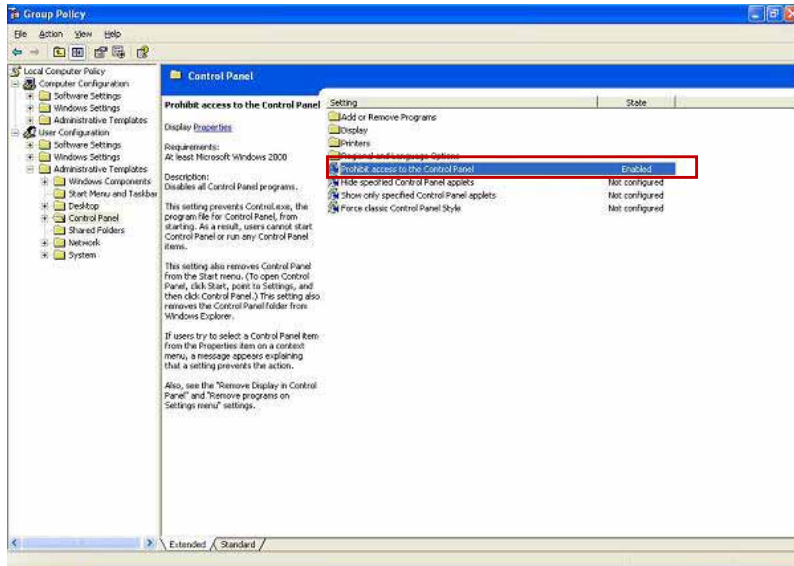 Group Policy
File Action View Help
Local Computer Policy
Computer Configuration
Software Settings
Windows Settings
Administrative Templates
User Configuration
Software Settings
Windows Settings
Administrative Templates
Windows Components
Start Menu and Taskbar
Desktop
Control Panel
Shared Folders
Network
System
Control Panel
Prohibit access to the Control Panel
Display Properties
Requirements:
At least Microsoft Windows 2000
Description:
Disables all Control Panel programs.
This setting prevents Control.exe, the
program file for Control Panel, from
starting. As a result, users cannot start
Control Panel or run any Control Panel
items.
This setting also removes Control Panel
from the Start menu. (To open Control
Panel, click Start, point to Settings, and
then click Control Panel.) This setting also
removes the Control Panel folder from
Windows Explorer.
If users try to select a Control Panel item
from the Properties item on a context
menu, a message appears explaining
that a setting prevents the action.
Also, see the "Remove Display in Control
Panel" and "Remove programs on
Settings menu" settings.
Setting State
Add or Remove Programs
Display
Printers
Regional and Language Options
Prohibit access to the Control Panel Enabled
Hide specified Control Panel applets Not configured
Show only specified Control Panel applets Not configured
Force classic Control Panel Style Not configured
Extended Standard